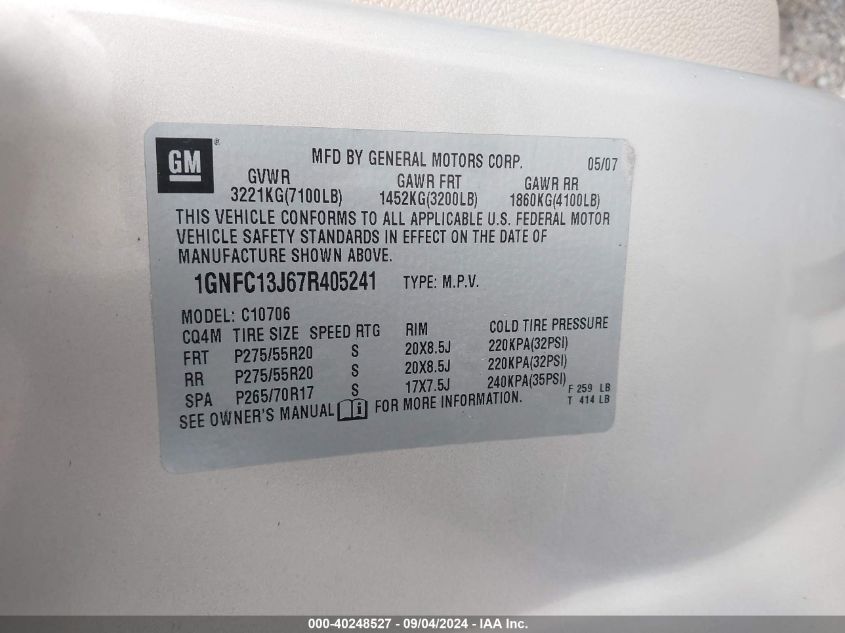 GM®
MFD BY GENERAL MOTORS CORP. 05/07
GVWR GAWR FRT GAWR RR
3221KG(7100LB) 1452KG(3200LB) 1860KG(4100LB)
THIS VEHICLE CONFORMS TO ALL APPLICABLE U.S. FEDERAL MOTOR
VEHICLE SAFETY STANDARDS IN EFFECT ON THE DATE OF
MANUFACTURE SHOWN ABOVE.
1GNFC13J67R405241 TYPE: M.P.V.
MODEL: C10706
CQ4M TIRE SIZE SPEED RTG RIM COLD TIRE PRESSURE
FRT P275/55R20 S 20X8.5J 220KPA(32PSI)
RR P275/55R20 S 20X8.5J 220KPA(32PSI)
SPA P265/70R17 S 17X7.5J 240KPA(35PSI) F 259 LB
T 414 LB
SEE OWNER'S MANUAL i FOR MORE INFORMATION.
000-40248527 - 09/04/2024 - IAA Inc.